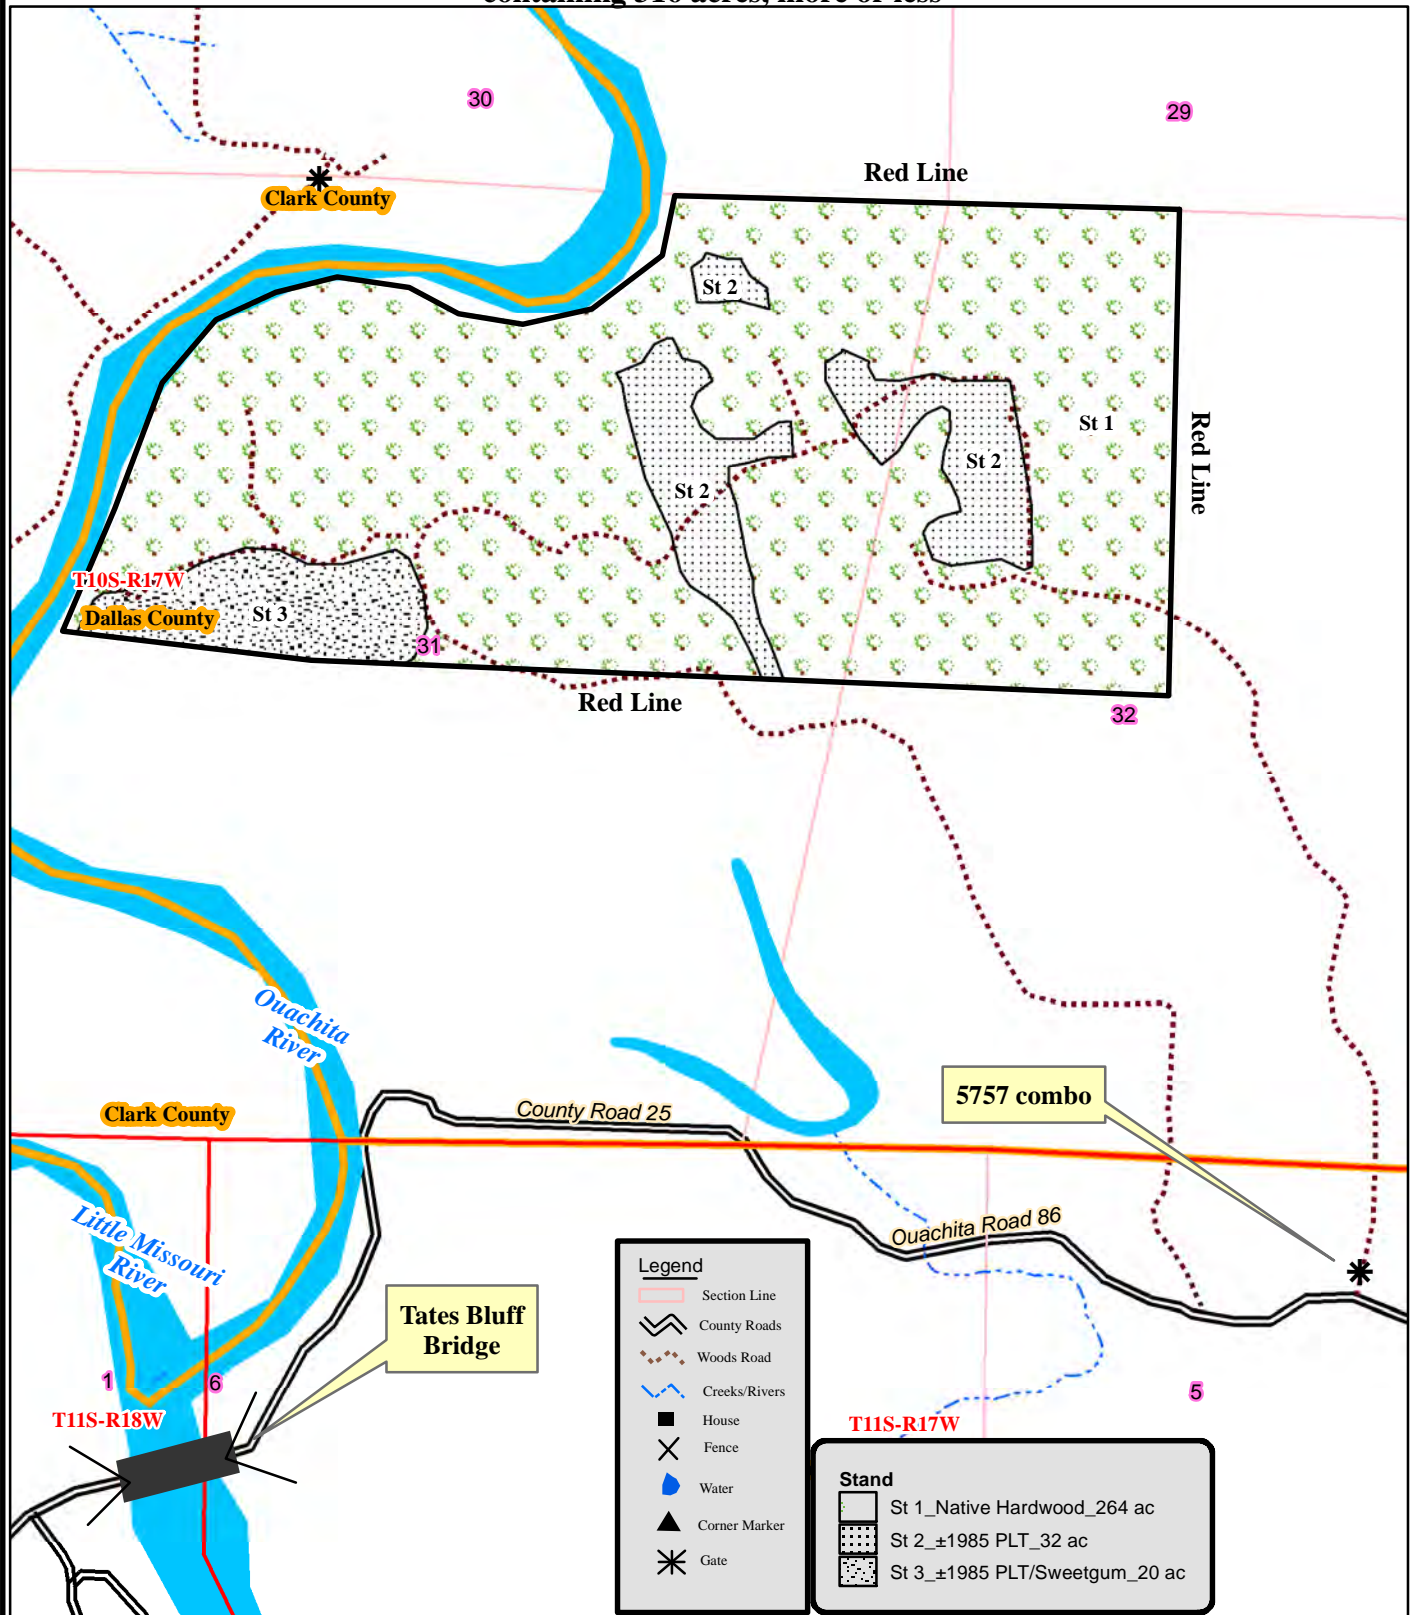 containing 316 acres, more or less
30
29
Red Line
Clark County
St 2
St 1
Red Line
St 2
St 2
T10S-R17W
Dallas County
St 3
31
Red Line
32
Ouachita
River
5757 combo
Clark County
County Road 25
Little Missouri
River
Ouachita Road 86
Tates Bluff
Bridge
1
6
5
T11S-R18W
T11S-R17W
Legend
Section Line
County Roads
Woods Road
Creeks/Rivers
House
Fence
Water
Corner Marker
Gate
Stand
St 1_Native Hardwood_264 ac
St 2_±1985 PLT_32 ac
St 3_±1985 PLT/Sweetgum_20 ac